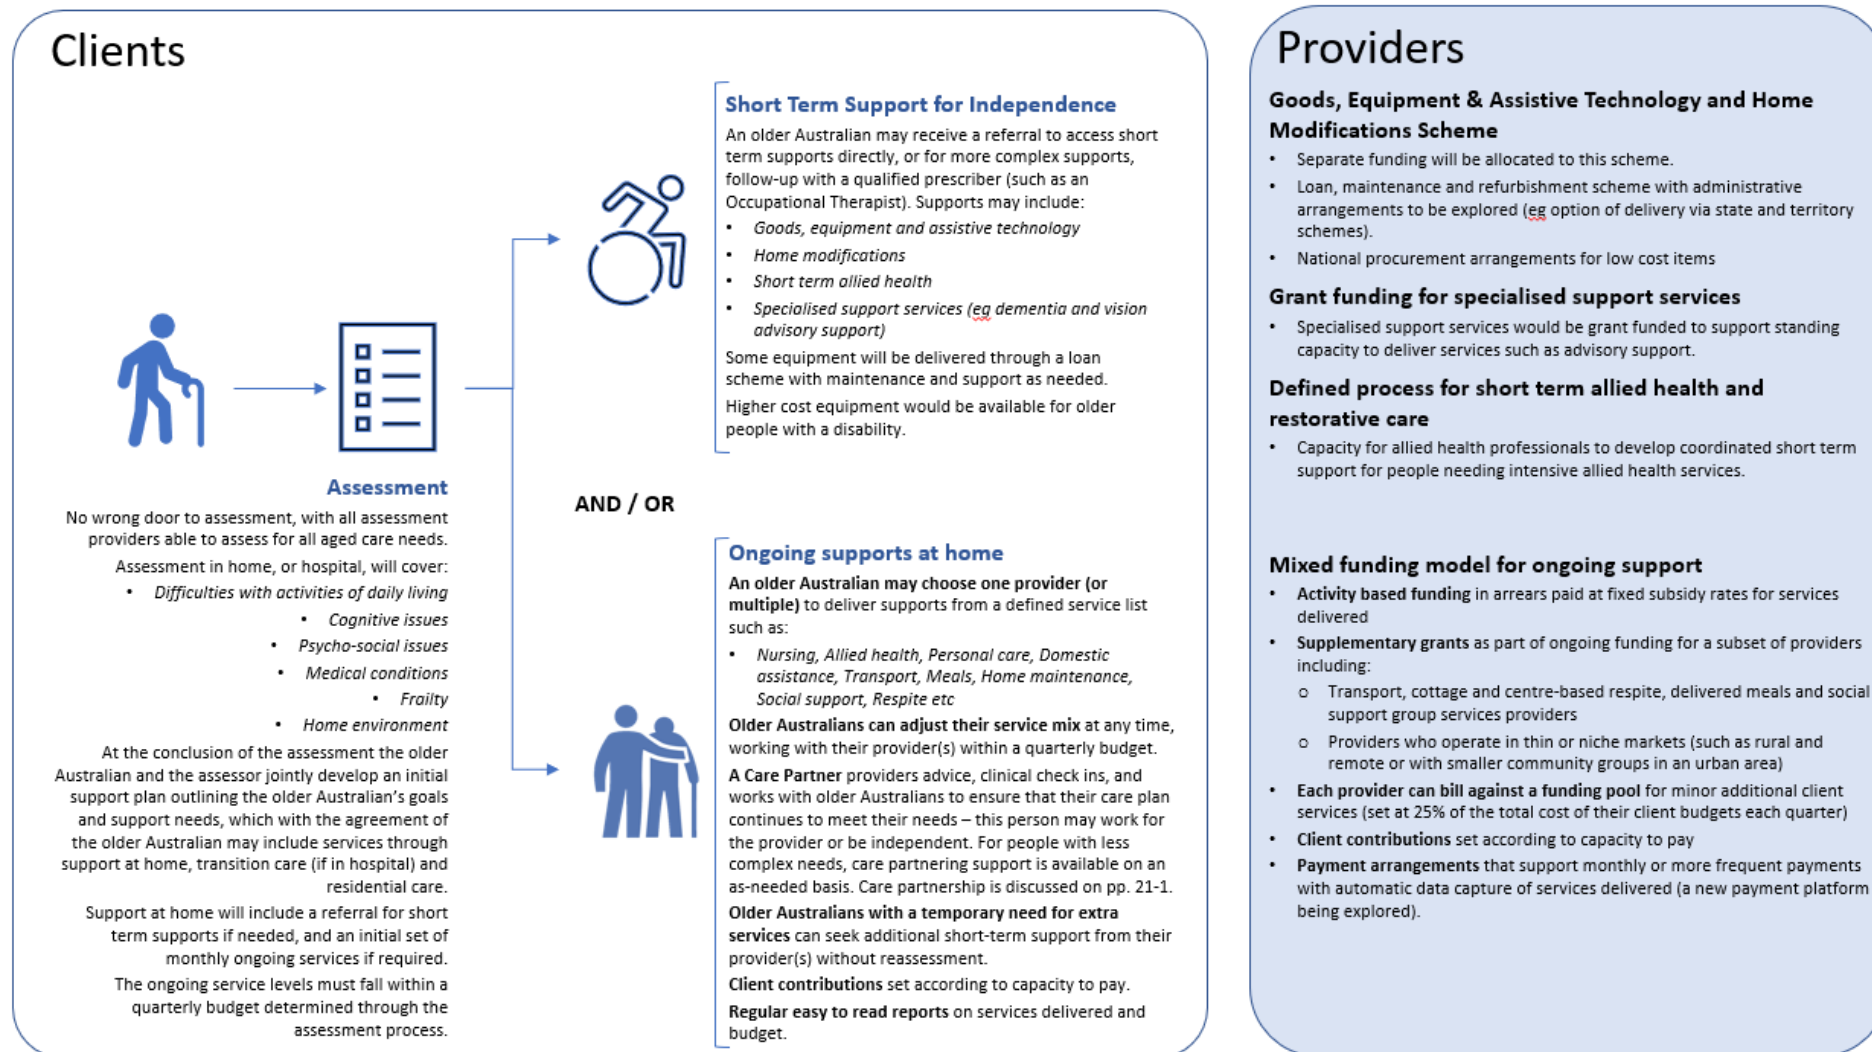 Clients
Assessment
No wrong door to assessment, with all assessment
providers able to assess for all aged care needs.
Assessment in home, or hospital, will cover:
• Difficulties with activities of daily living
• Cognitive issues
• Psycho-social issues
• Medical conditions
• Frailty
• Home environment
At the conclusion of the assessment the older
Australian and the assessor jointly develop an initial
support plan outlining the older Australian's goals
and support needs, which with the agreement of
the older Australian may include services through
support at home, transition care (if in hospital) and
residential care.
Support at home will include a referral for short
term supports if needed, and an initial set of
monthly ongoing services if required.
The ongoing service levels must fall within a
quarterly budget determined through the
assessment process.
Short Term Support for Independence
An older Australian may receive a referral to access short
term supports directly, or for more complex supports,
follow-up with a qualified prescriber (such as an
Occupational Therapist). Supports may include:
• Goods, equipment and assistive technology
• Home modifications
• Short term allied health
• Specialised support services (eg dementia and vision
advisory support)
Some equipment will be delivered through a loan
scheme with maintenance and support as needed.
Higher cost equipment would be available for older
people with a disability.
AND / OR
Ongoing supports at home
An older Australian may choose one provider (or
multiple) to deliver supports from a defined service list
such as:
• Nursing, Allied health, Personal care, Domestic
assistance, Transport, Meals, Home maintenance,
Social support, Respite etc
Older Australians can adjust their service mix at any time,
working with their provider(s) within a quarterly budget.
A Care Partner providers advice, clinical check ins, and
works with older Australians to ensure that their care plan
continues to meet their needs – this person may work for
the provider or be independent. For people with less
complex needs, care partnering support is available on an
as-needed basis. Care partnership is discussed on pp. 21-1.
Older Australians with a temporary need for extra
services can seek additional short-term support from their
provider(s) without reassessment.
Client contributions set according to capacity to pay.
Regular easy to read reports on services delivered and
budget.
Providers
Goods, Equipment & Assistive Technology and Home
Modifications Scheme
• Separate funding will be allocated to this scheme.
• Loan, maintenance and refurbishment scheme with administrative
arrangements to be explored (eg option of delivery via state and territory
schemes).
• National procurement arrangements for low cost items
Grant funding for specialised support services
• Specialised support services would be grant funded to support standing
capacity to deliver services such as advisory support.
Defined process for short term allied health and
restorative care
• Capacity for allied health professionals to develop coordinated short term
support for people needing intensive allied health services.
Mixed funding model for ongoing support
• Activity based funding in arrears paid at fixed subsidy rates for services
delivered
• Supplementary grants as part of ongoing funding for a subset of providers
including:
o Transport, cottage and centre-based respite, delivered meals and social
support group services providers
o Providers who operate in thin or niche markets (such as rural and
remote or with smaller community groups in an urban area)
• Each provider can bill against a funding pool for minor additional client
services (set at 25% of the total cost of their client budgets each quarter)
• Client contributions set according to capacity to pay
• Payment arrangements that support monthly or more frequent payments
with automatic data capture of services delivered (a new payment platform
being explored).